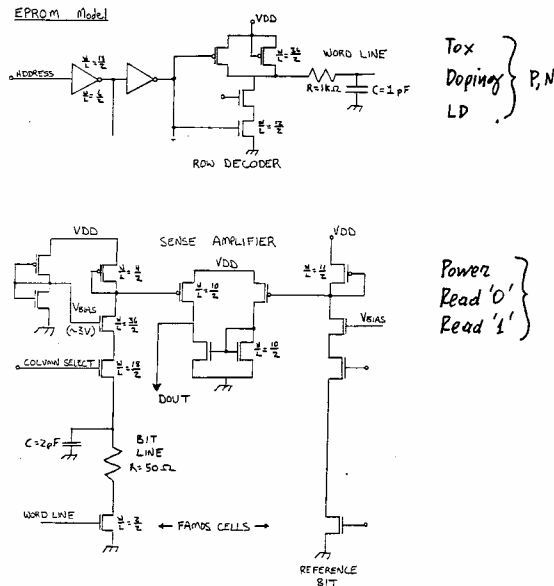 EPROM Model
VDD
W/L = 13/2
W/L = 36/2
WORD LINE
ADDRESS
W/L = 6/2
R=1KΩ
C=1pF
W/L = 12/2
ROW DECODER
Tox
Doping
LD
P, N
SENSE AMPLIFIER
VDD
VDD
VDD
W/L = 4/2
W/L = 11/2
W/L = 10/2
VBIAS
(~3V)
W/L = 36/2
VBIAS
COLUMN SELECT
W/L = 18/2
W/L = 10/2
DOUT
C=2pF
BIT
LINE
R=50Ω
WORD LINE
W/L = 3/2
← FAMOS CELLS →
REFERENCE
BIT
Power
Read '0'
Read '1'